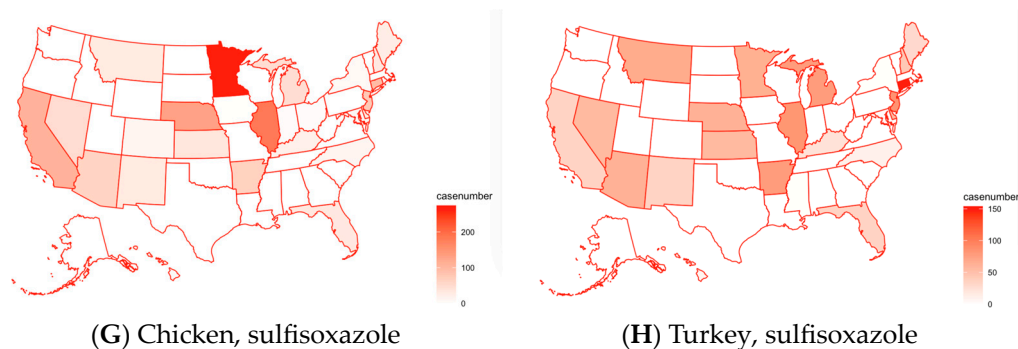 casenumber
200
100
0
casenumber
150
100
50
0
(G) Chicken, sulfisoxazole
(H) Turkey, sulfisoxazole